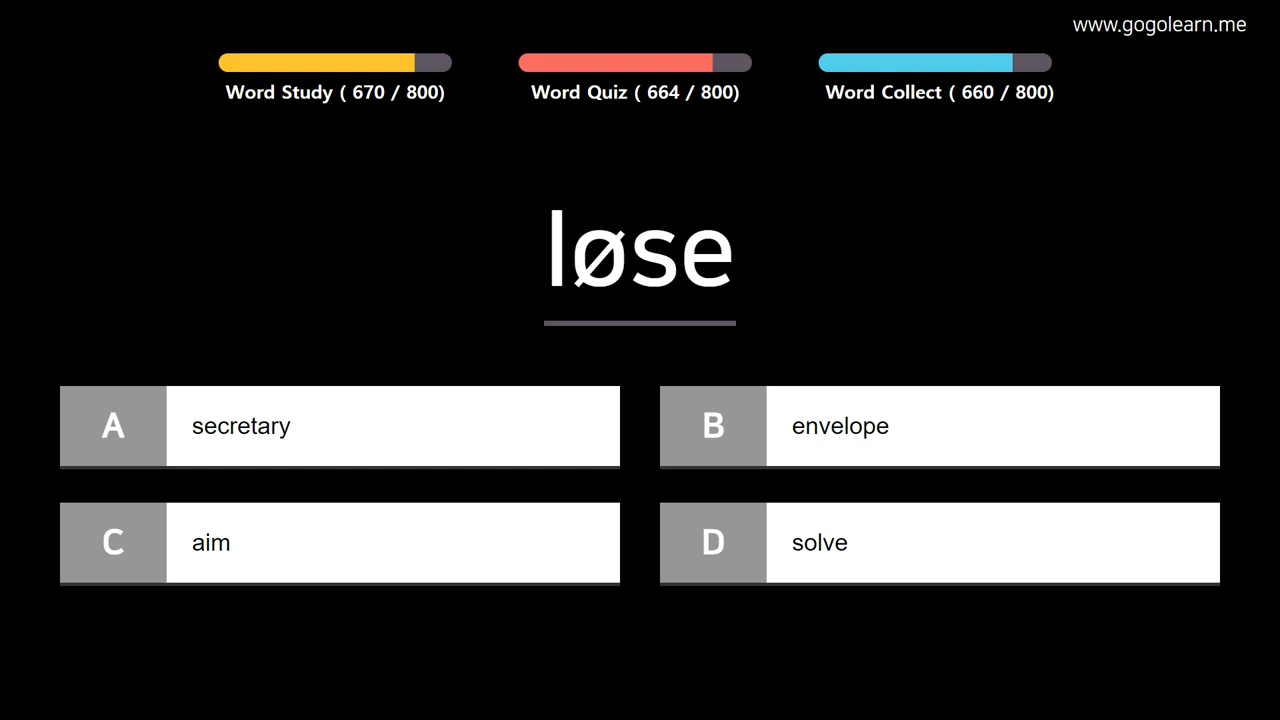 www.gogolearn.me
Word Study ( 670 / 800)
Word Quiz ( 664 / 800)
Word Collect ( 660 / 800)
løse
A secretary
B envelope
C aim
D solve